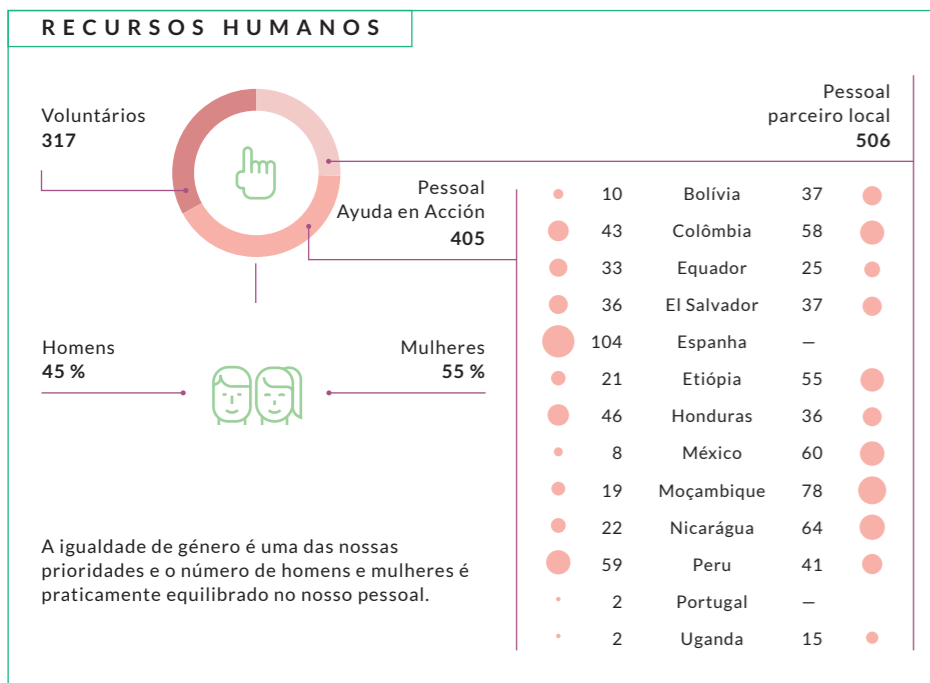 RECURSOS HUMANOS
Voluntários
317
Pessoal
parceiro local
506
Pessoal
Ayuda en Acción
405
10 Bolívia 37
43 Colômbia 58
33 Equador 25
36 El Salvador 37
104 Espanha —
21 Etiópia 55
46 Honduras 36
8 México 60
19 Moçambique 78
22 Nicarágua 64
59 Peru 41
2 Portugal —
2 Uganda 15
Homens
45 %
Mulheres
55 %
A igualdade de género é uma das nossas
prioridades e o número de homens e mulheres é
praticamente equilibrado no nosso pessoal.